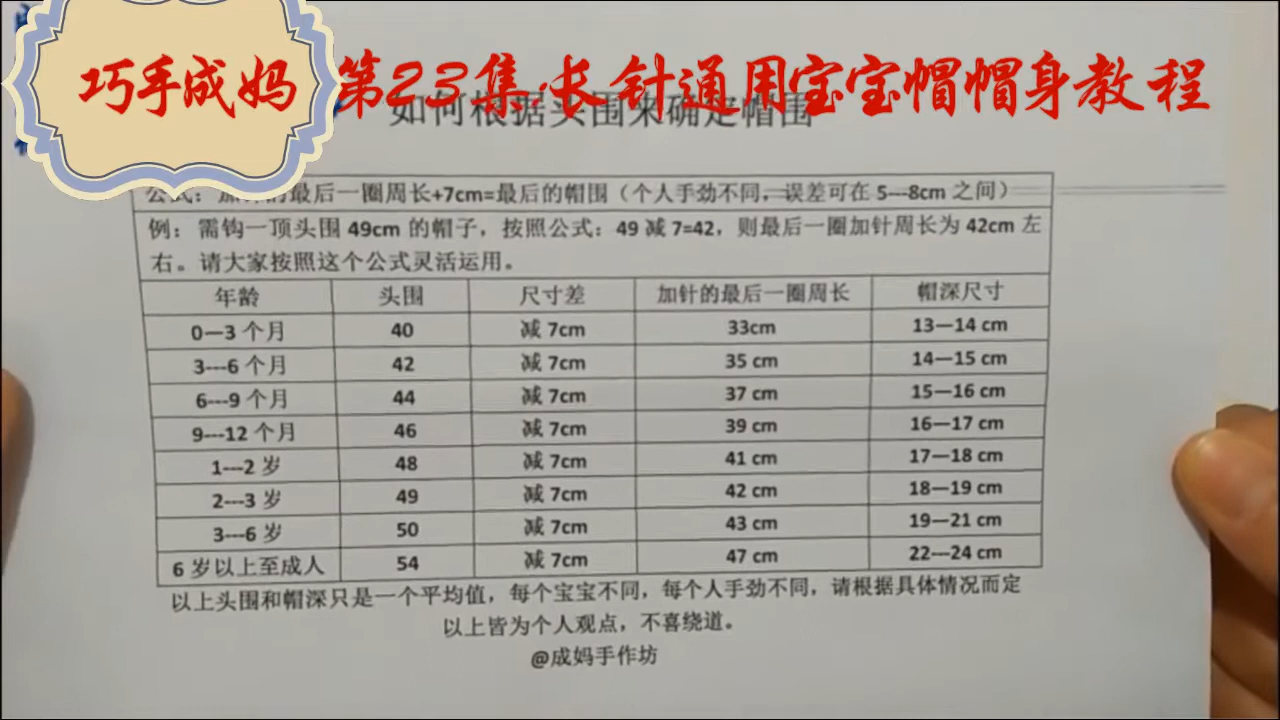 巧手成妈 第23集:长针通用宝宝帽帽身教程
如何根据头围来确定帽围
公式：加针的最后一圈周长+7cm=最后的帽围（个人手劲不同，误差可在 5---8cm 之间）
例：需钩一顶头围 49cm 的帽子，按照公式：49 减 7=42，则最后一圈加针周长为 42cm 左
右。请大家按照这个公式灵活运用。
年龄 头围 尺寸差 加针的最后一圈周长 帽深尺寸
0—3 个月 40 减 7cm 33cm 13—14 cm
3---6 个月 42 减 7cm 35 cm 14—15 cm
6---9 个月 44 减 7cm 37 cm 15—16 cm
9---12 个月 46 减 7cm 39 cm 16—17 cm
1---2 岁 48 减 7cm 41 cm 17—18 cm
2---3 岁 49 减 7cm 42 cm 18—19 cm
3---6 岁 50 减 7cm 43 cm 19—21 cm
6 岁以上至成人 54 减 7cm 47 cm 22—24 cm
以上头围和帽深只是一个平均值，每个宝宝不同，每个人手劲不同，请根据具体情况而定
以上皆为个人观点，不喜绕道。
@成妈手作坊